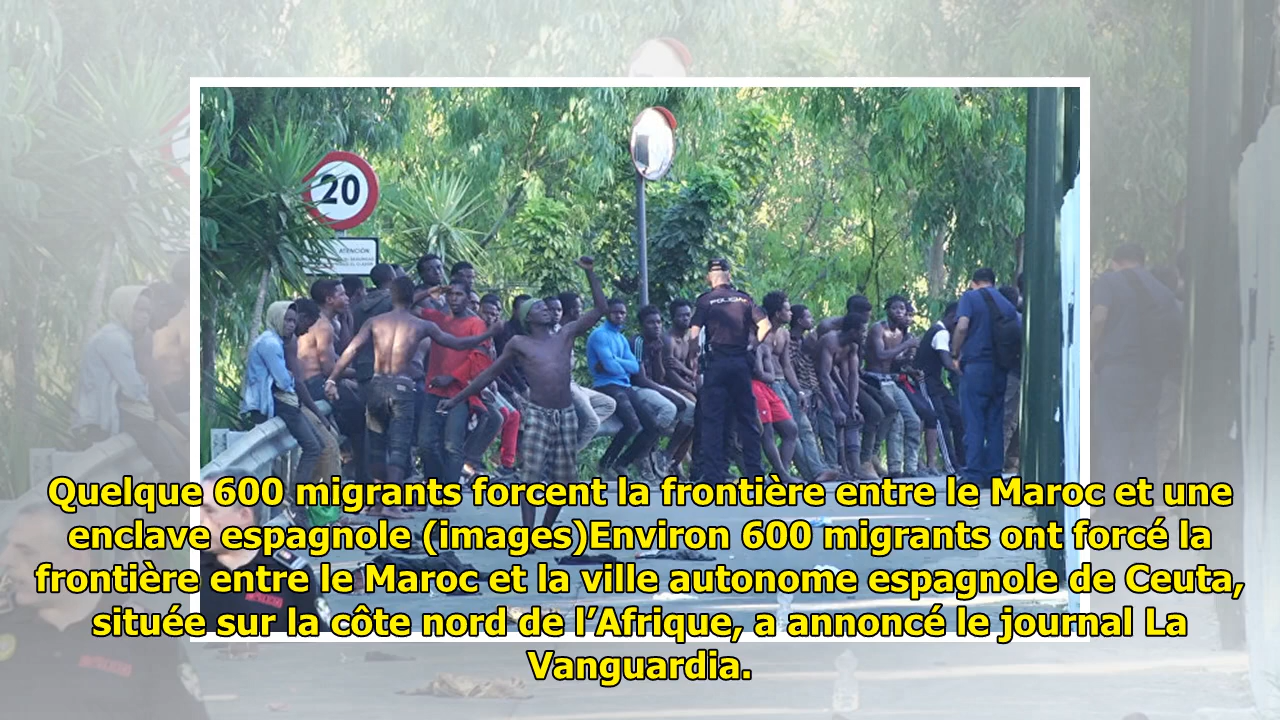 20
ATENCIÓN
POLICIA
Quelque 600 migrants forcent la frontière entre le Maroc et une
enclave espagnole (images)Environ 600 migrants ont forcé la
frontière entre le Maroc et la ville autonome espagnole de Ceuta,
située sur la côte nord de l’Afrique, a annoncé le journal La
Vanguardia.